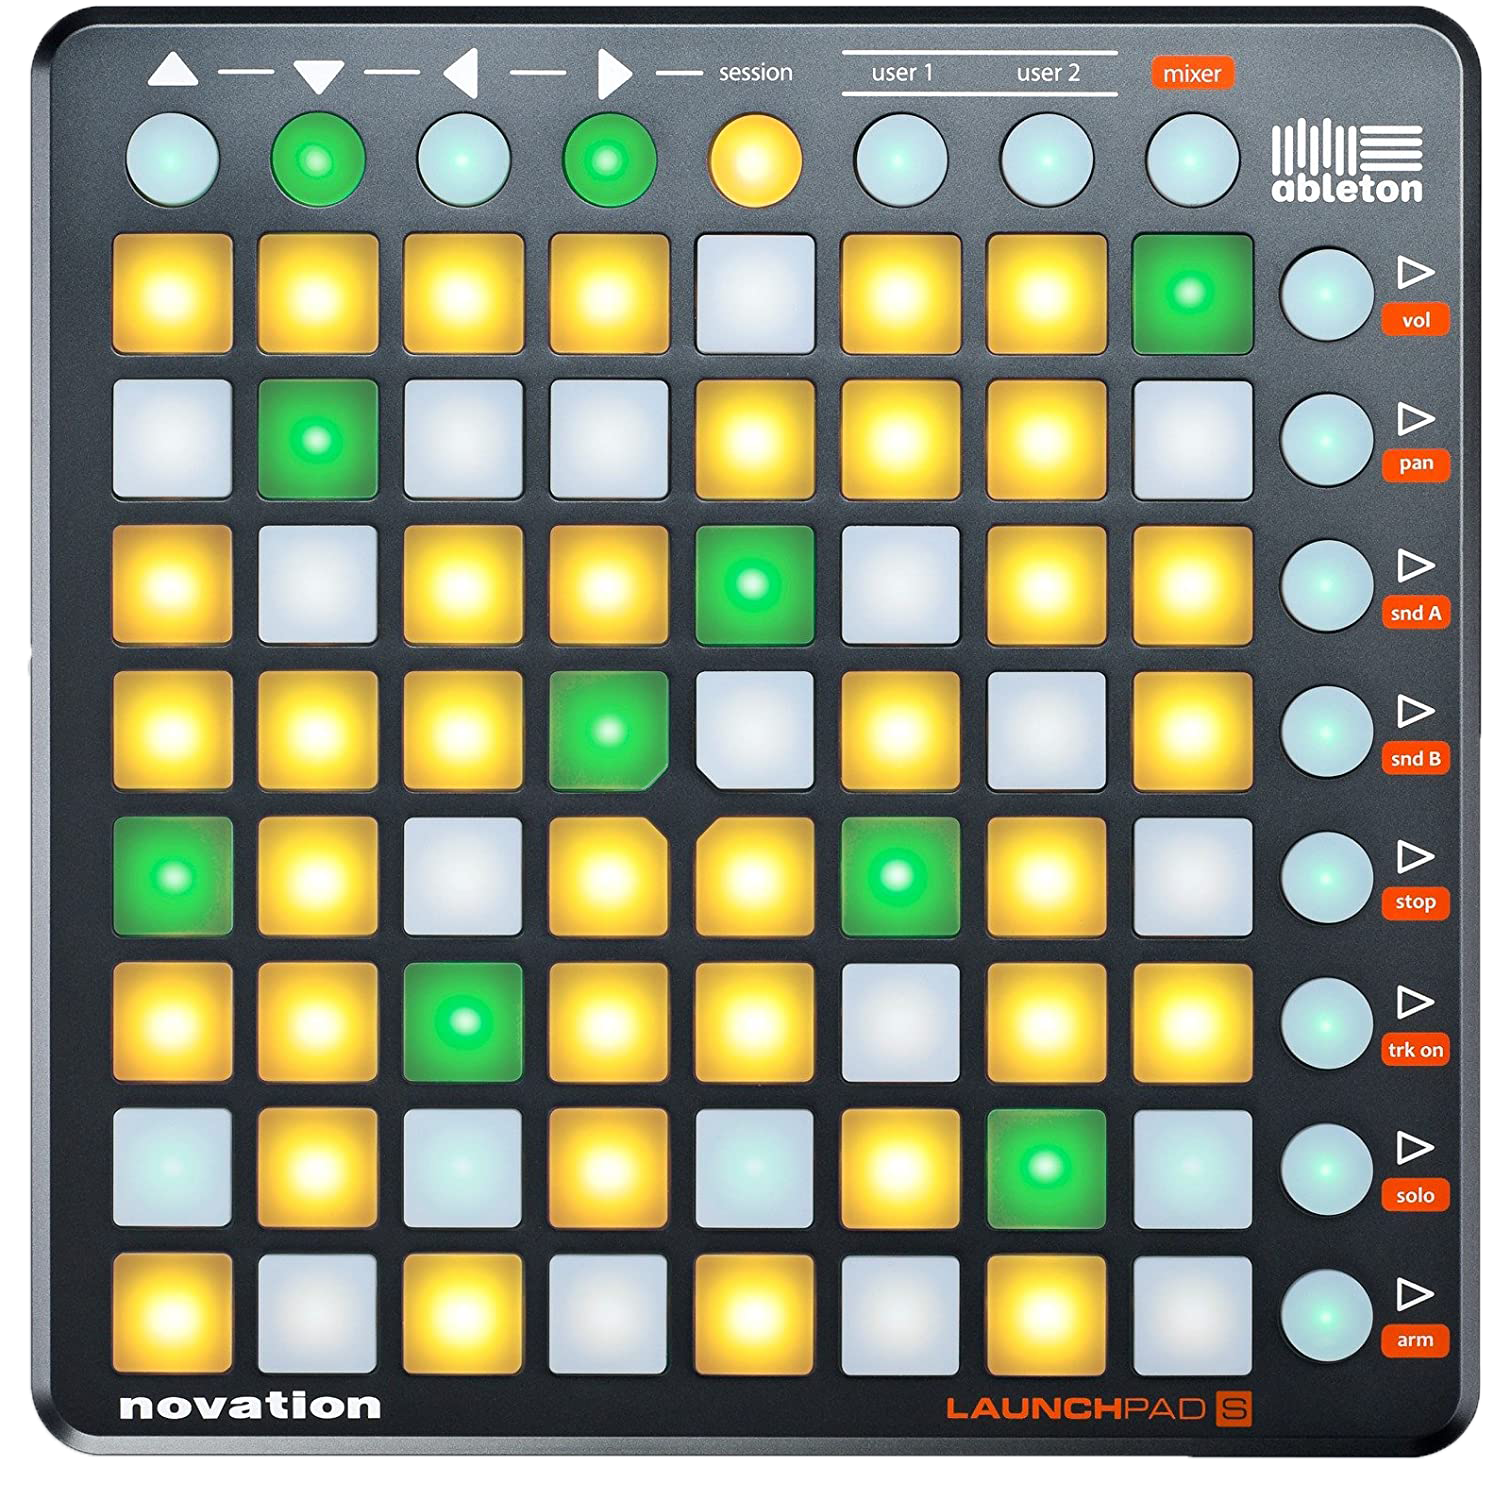 session user 1 user 2 mixer
ableton
vol
pan
snd A
snd B
stop
trk on
solo
arm
novation
LAUNCHPAD S